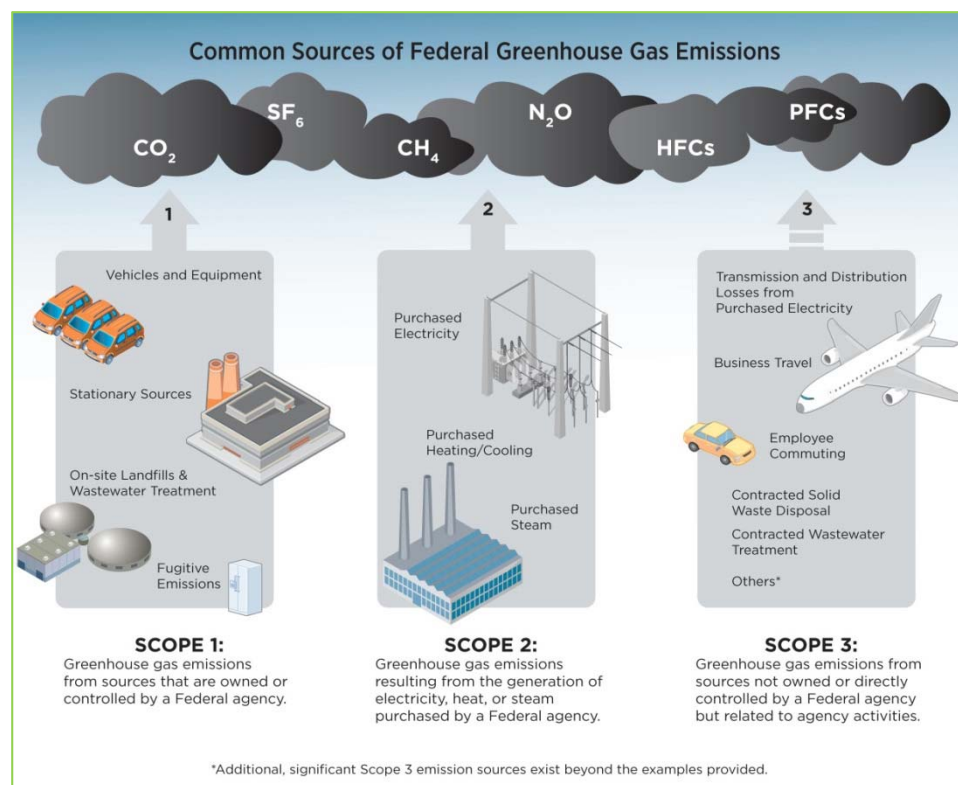 Common Sources of Federal Greenhouse Gas Emissions
CO2
SF6
CH4
N2O
HFCs
PFCs
1
Vehicles and Equipment
Stationary Sources
On-site Landfills &
Wastewater Treatment
Fugitive
Emissions
SCOPE 1:
Greenhouse gas emissions
from sources that are owned or
controlled by a Federal agency.
2
Purchased
Electricity
Purchased
Heating/Cooling
Purchased
Steam
SCOPE 2:
Greenhouse gas emissions
resulting from the generation of
electricity, heat, or steam
purchased by a Federal agency.
3
Transmission and Distribution
Losses from
Purchased Electricity
Business Travel
Employee
Commuting
Contracted Solid
Waste Disposal
Contracted Wastewater
Treatment
Others*
SCOPE 3:
Greenhouse gas emissions from
sources not owned or directly
controlled by a Federal agency
but related to agency activities.
*Additional, significant Scope 3 emission sources exist beyond the examples provided.